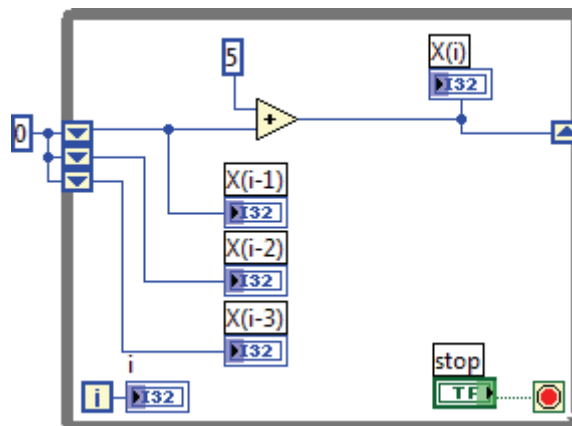 5
X(i)
I32
0
+
X(i-1)
I32
X(i-2)
I32
X(i-3)
I32
i
i
I32
stop
TF